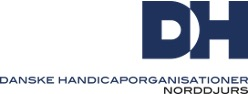 DH
DANSKE HANDICAPORGANISATIONER
NORDDJURS